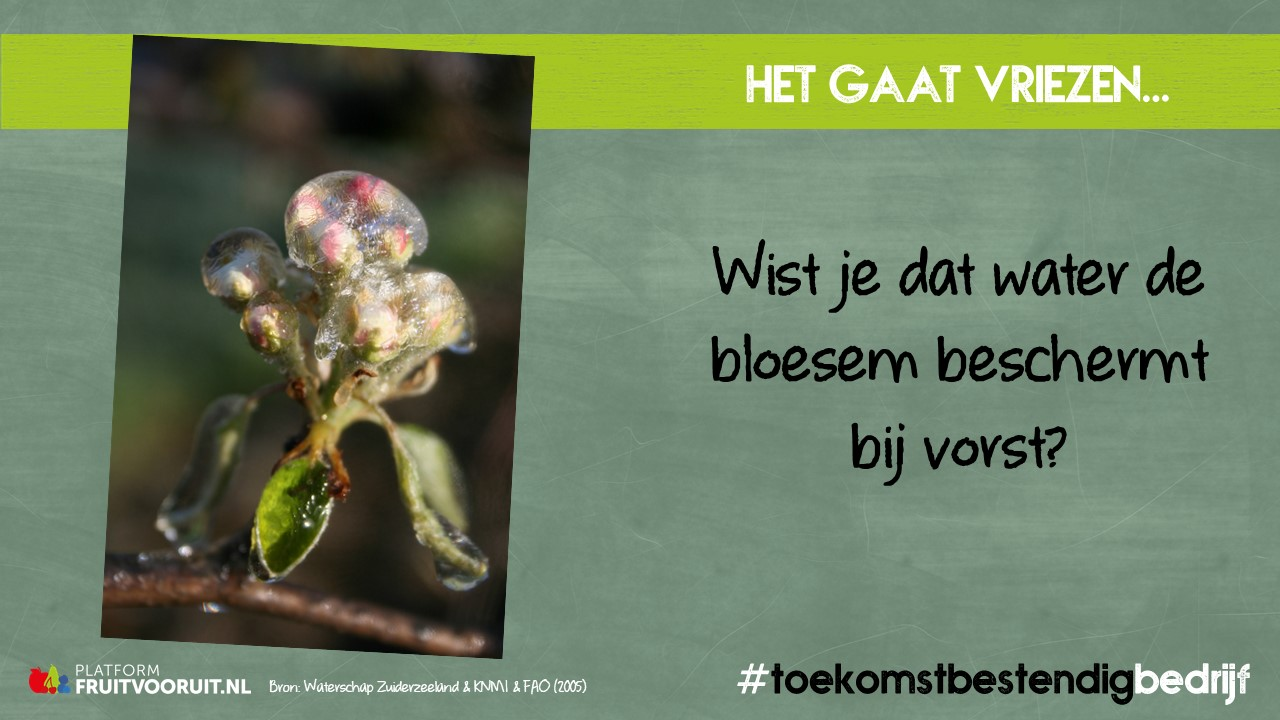 HET GAAT VRIEZEN...
Wist je dat water de
bloesem beschermt
bij vorst?
PLATFORM
FRUITVOORUIT.NL
Bron: Waterschap Zuiderzeeland & KNMI & FAO (2005)
#toekomstbestendigbedrijf